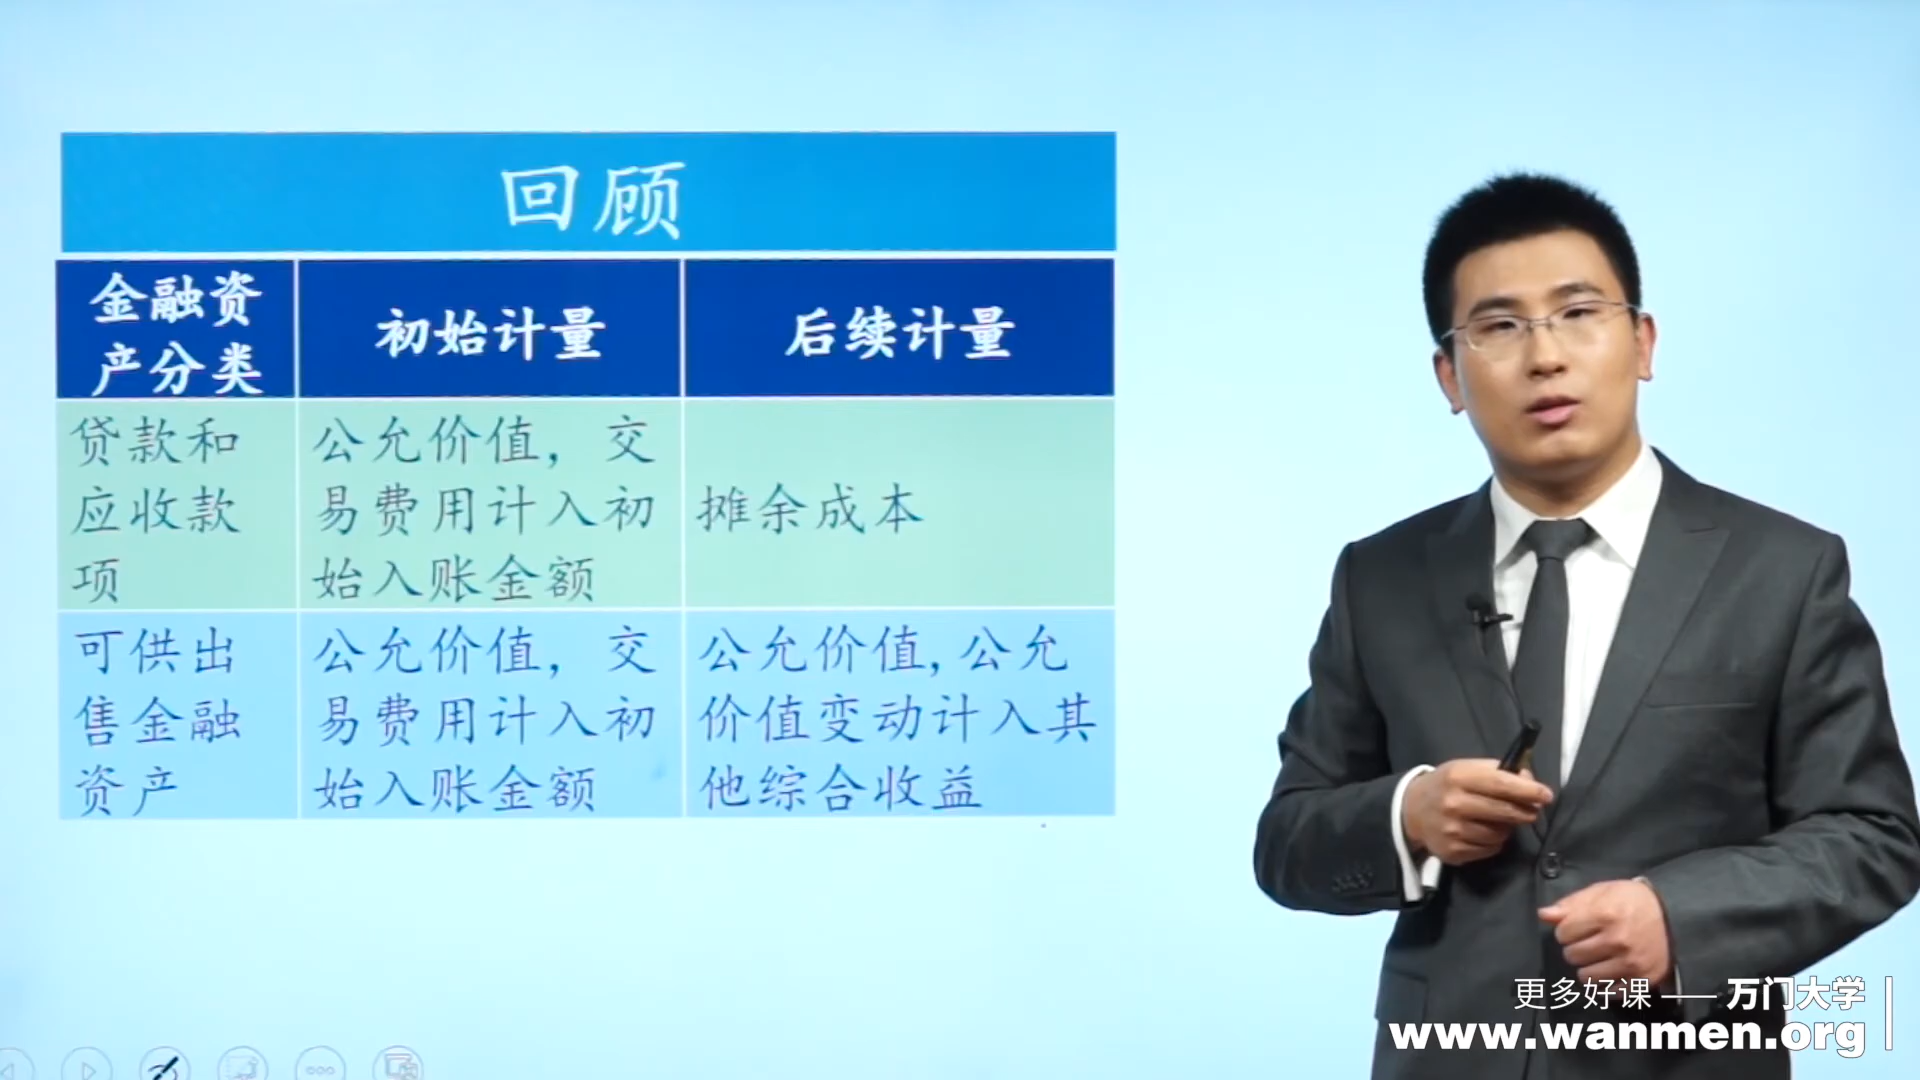 回顾
金融资
产分类
初始计量
后续计量
贷款和
应收款
项
公允价值，交
易费用计入初
始入账金额
摊余成本
可供出
售金融
资产
公允价值，交
易费用计入初
始入账金额
公允价值,公允
价值变动计入其
他综合收益
更多好课 —— 万门大学
www.wanmen.org